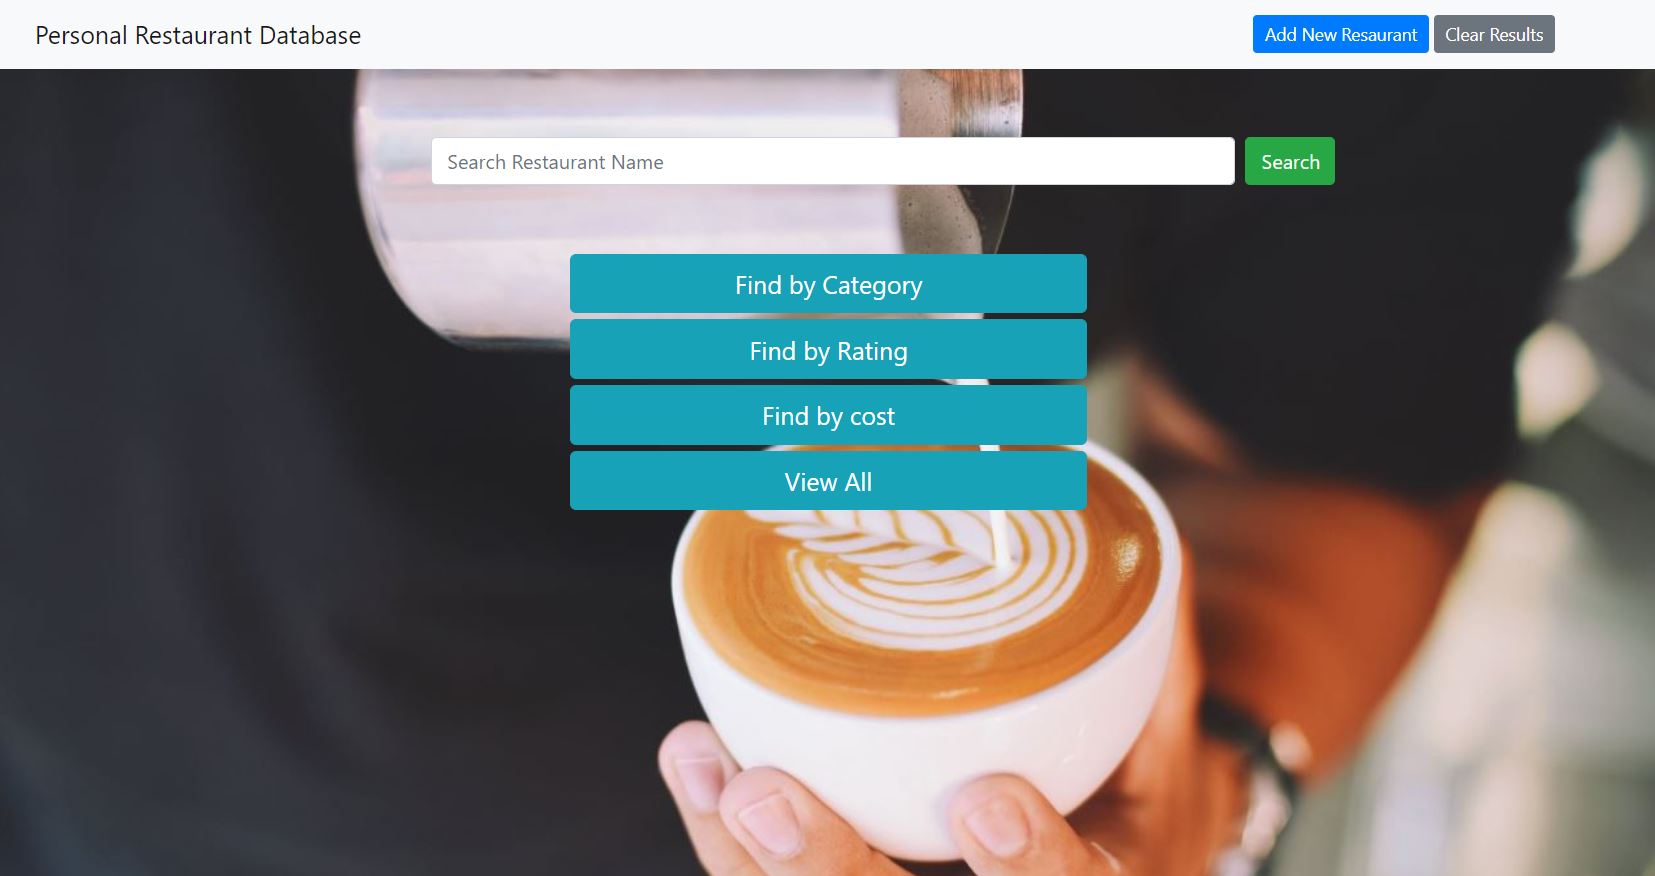 Personal Restaurant Database
Add New Resaurant
Clear Results
Search Restaurant Name
Search
Find by Category
Find by Rating
Find by cost
View All